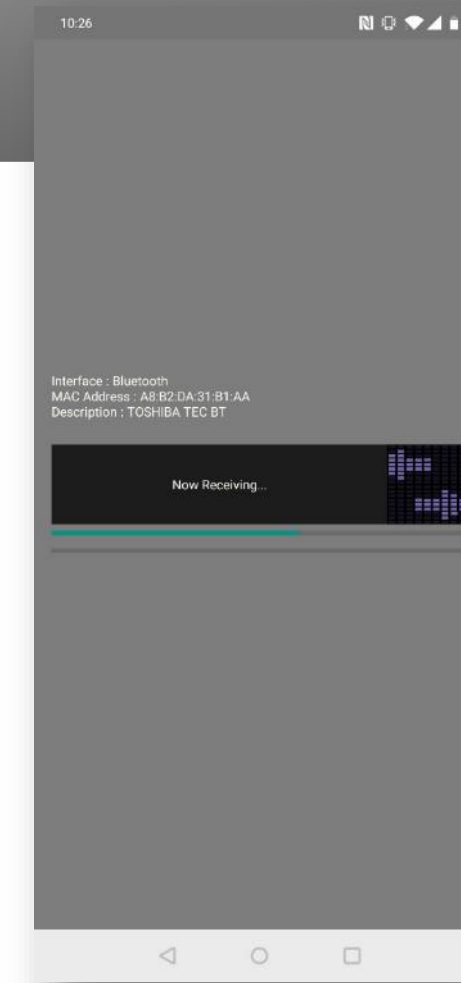 10:26
Interface : Bluetooth
MAC Address : A8:B2:DA:31:B1:AA
Description : TOSHIBA TEC BT
Now Receiving...